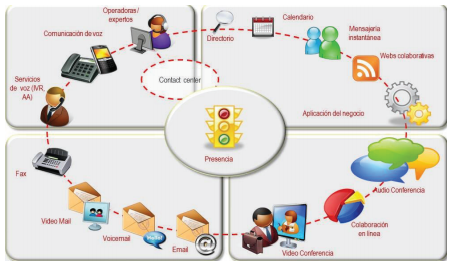 Operadoras/
expertos
Comunicación de voz
Servicios
de voz (IVR,
AA)
Contact center
Directorio
Calendario
Mensajería
instantánea
Webs colaborativas
Aplicación del negocio
Presencia
Fax
Video Mail
Voicemail
Hello!
Email
@
Video Conferencia
Colaboración
en línea
Audio Conferencia